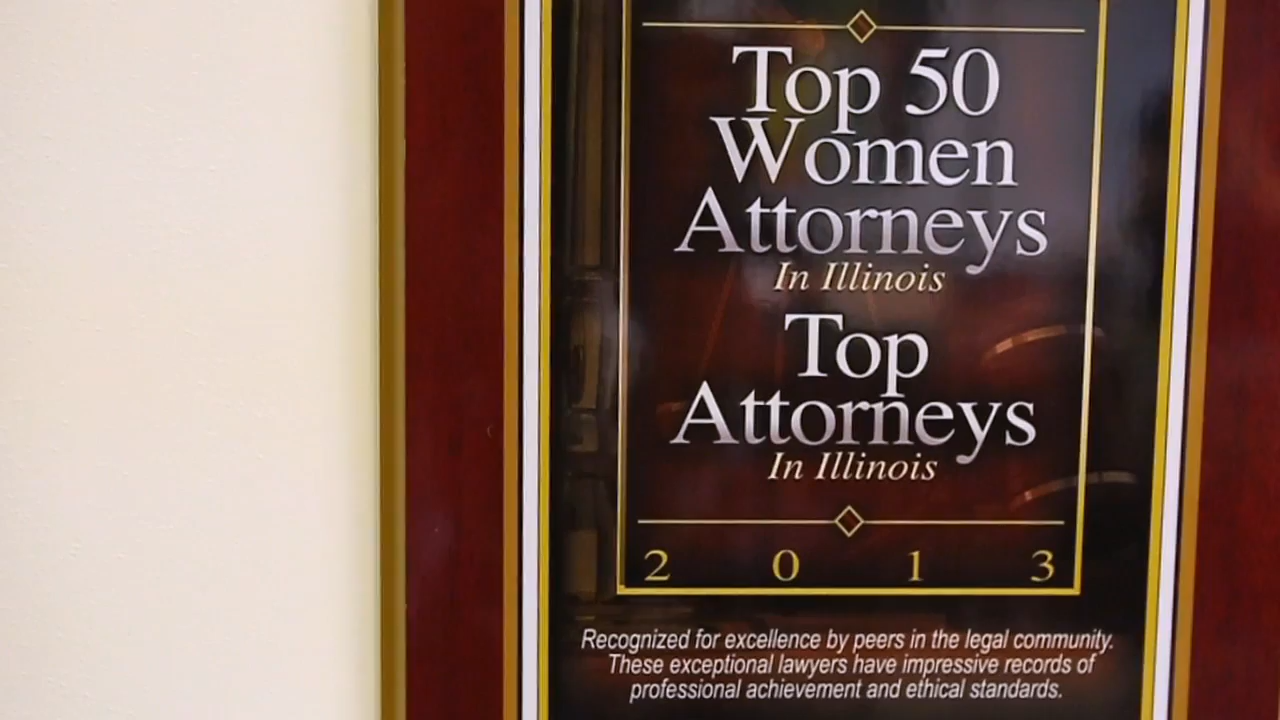 Top 50
Women
Attorneys
In Illinois
Top
Attorneys
In Illinois
2 0 1 3
Recognized for excellence by peers in the legal community.
These exceptional lawyers have impressive records of
professional achievement and ethical standards.